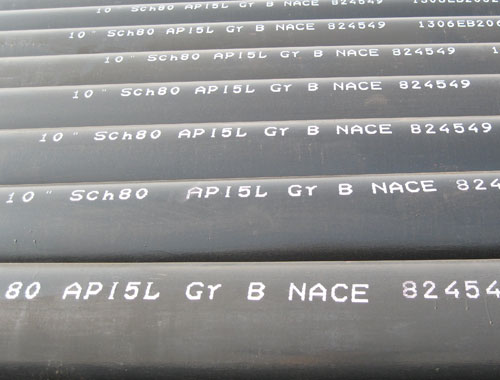 10" Sch80 API5L Gr B NACE 824549 1306EB2002
10" Sch80 API5L Gr B NACE 824549 1306EB206
10" Sch80 API5L Gr B NACE 824549
10" Sch80 API5L Gr B NACE 824549
10" Sch80 API5L Gr B NACE 824549
10" Sch80 API5L Gr B NACE 824
80 API5L Gr B NACE 82454